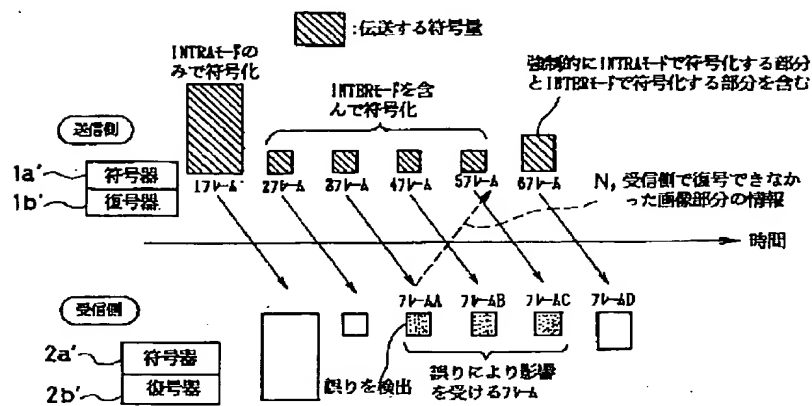 :伝送する符号量
INTRAモードのみで符号化
INTERモードを含んで符号化
強制的にINTRAモードで符号化する部分
とINTERモードで符号化する部分を含む
送信側
1a' 符号器
1b' 復号器
1フレーム 2フレーム 3フレーム 4フレーム 5フレーム 6フレーム
N, 受信側で復号できなか
った画像部分の情報
時間
受信側
フレームA フレームB フレームC フレームD
2a' 符号器
2b' 復号器
誤りを検出
誤りにより影響
を受けるフレーム